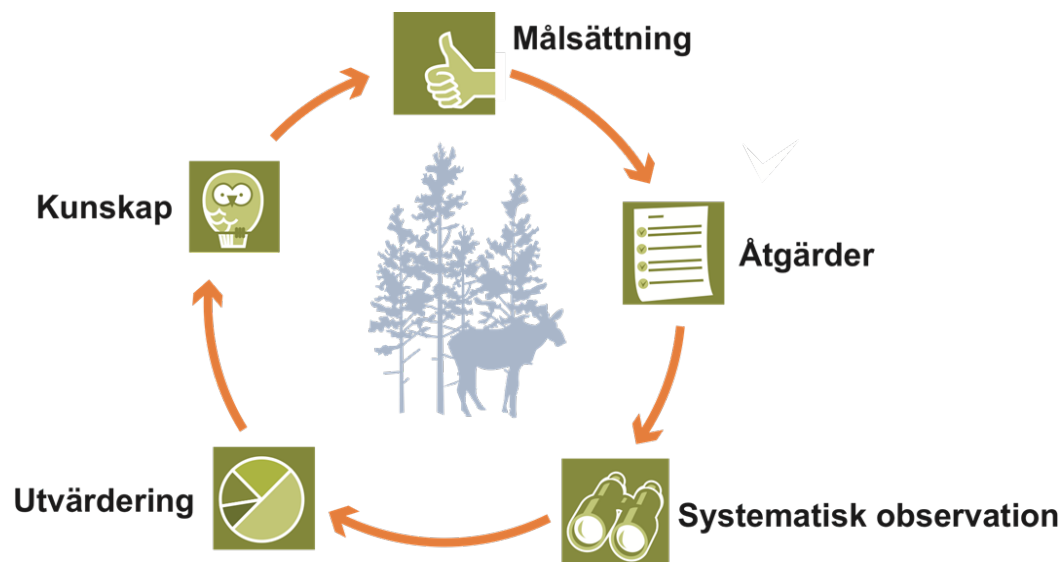 Målsättning
Åtgärder
Systematisk observation
Utvärdering
Kunskap